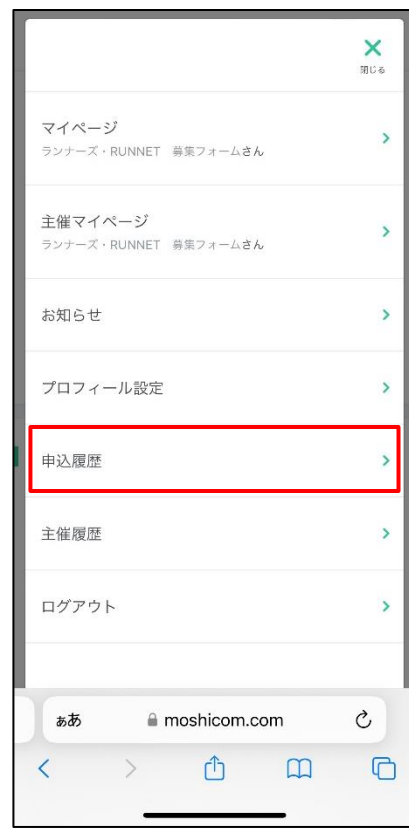 閉じる
マイページ
ランナーズ・RUNNET 募集フォームさん
主催マイページ
ランナーズ・RUNNET 募集フォームさん
お知らせ
プロフィール設定
申込履歴
主催履歴
ログアウト
ぁあ moshicom.com